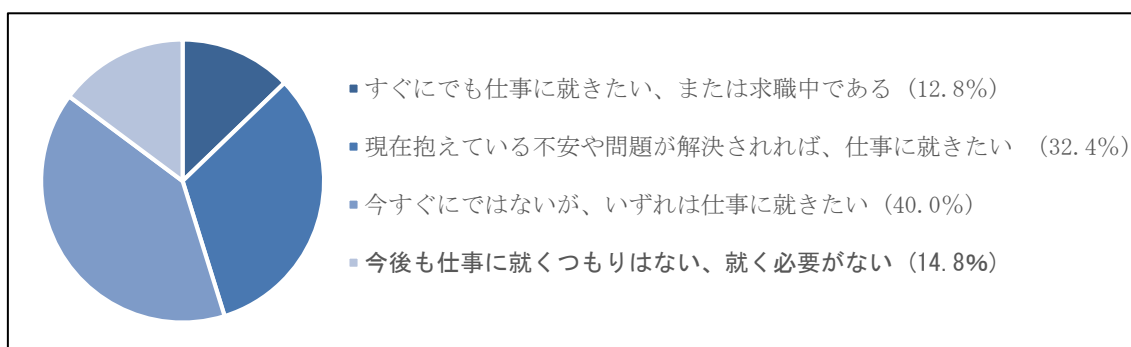 すぐにでも仕事に就きたい、または求職中である（12.8%）
現在抱えている不安や問題が解決されれば、仕事に就きたい　（32.4%）
今すぐにではないが、いずれは仕事に就きたい（40.0%）
今後も仕事に就くつもりはない、就く必要がない（14.8%）